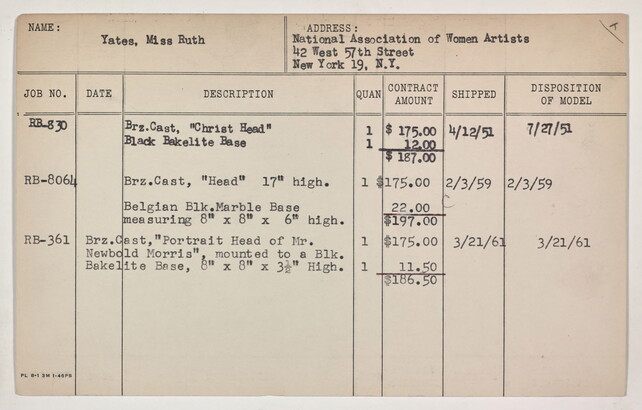 NAME: Yates, Miss Ruth
ADDRESS:
National Association of Women Artists
42 West 57th Street
New York 19, N.Y.
JOB NO. DATE DESCRIPTION QUAN CONTRACT AMOUNT SHIPPED DISPOSITION OF MODEL
RB-830 Brz.Cast, "Christ Head" 1 $ 175.00 4/12/51 7/27/51
Black Bakelite Base 1 12.00
$ 187.00
RB-8064 Brz.Cast, "Head" 17" high. 1 $175.00 2/3/59 2/3/59
Belgian Blk.Marble Base 22.00
measuring 8" x 8" x 6" high. $197.00
RB-361 Brz.Cast,"Portrait Head of Mr. 1 $175.00 3/21/61 3/21/61
Newbold Morris", mounted to a Blk.
Bakelite Base, 8" x 8" x 3½" High. 1 11.50
$186.50
PL 8-1 2M 1-46PS